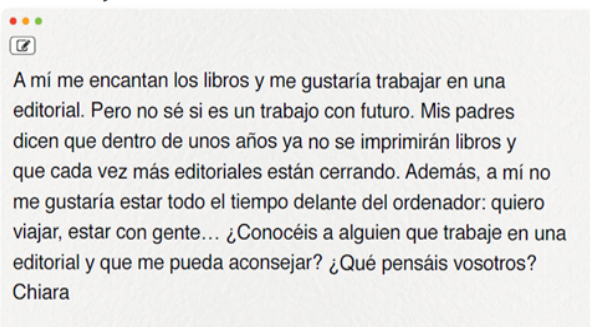 A mí me encantan los libros y me gustaría trabajar en una
editorial. Pero no sé si es un trabajo con futuro. Mis padres
dicen que dentro de unos años ya no se imprimirán libros y
que cada vez más editoriales están cerrando. Además, a mí no
me gustaría estar todo el tiempo delante del ordenador: quiero
viajar, estar con gente… ¿Conocéis a alguien que trabaje en una
editorial y que me pueda aconsejar? ¿Qué pensáis vosotros?
Chiara